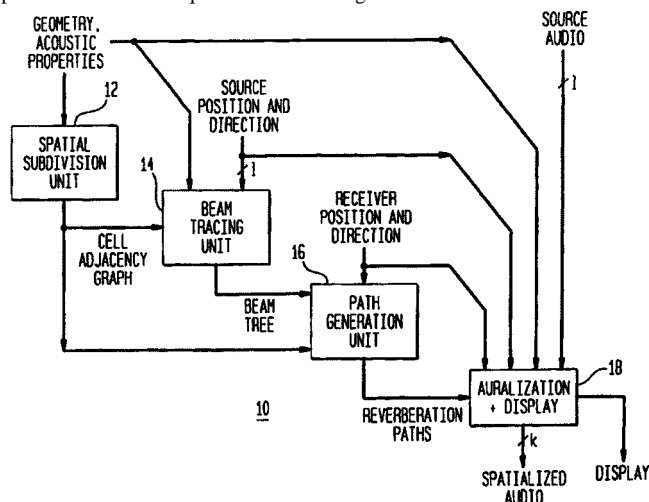 GEOMETRY,
ACOUSTIC
PROPERTIES
SOURCE
AUDIO
12
l
SOURCE
POSITION AND
DIRECTION
SPATIAL
SUBDIVISION
UNIT
14
l
BEAM
TRACING
UNIT
RECEIVER
POSITION AND
DIRECTION
CELL
ADJACENCY
GRAPH
16
PATH
GENERATION
UNIT
BEAM
TREE
18
AURALIZATION
+ DISPLAY
10
REVERBERATION
PATHS
k
SPATIALIZED
AUDIO
DISPLAY